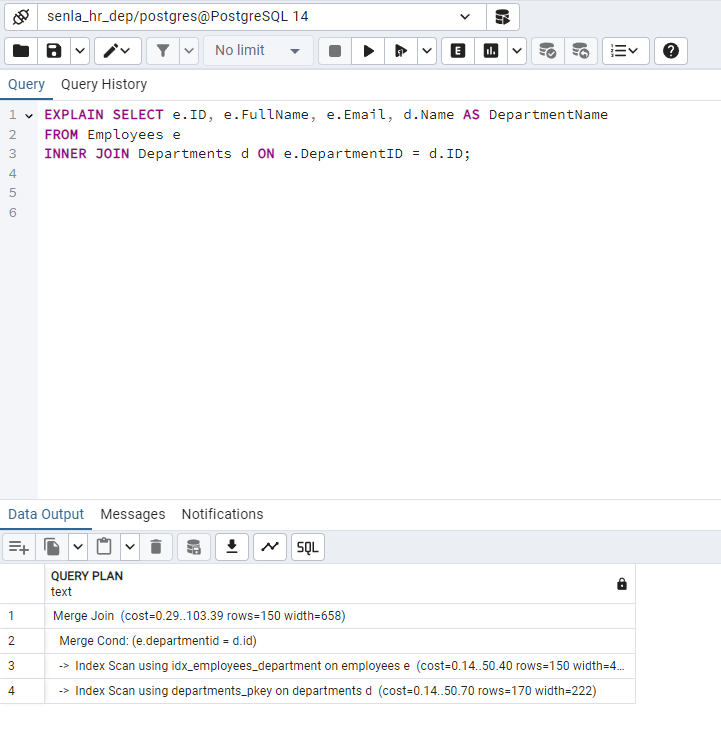 senla_hr_dep/postgres@PostgreSQL 14
No limit
E
Query Query History
1 EXPLAIN SELECT e.ID, e.FullName, e.Email, d.Name AS DepartmentName
2 FROM Employees e
3 INNER JOIN Departments d ON e.DepartmentID = d.ID;
4
5
6
Data Output Messages Notifications
SQL
QUERY PLAN
text
1 Merge Join (cost=0.29..103.39 rows=150 width=658)
2 Merge Cond: (e.departmentid = d.id)
3 -> Index Scan using idx_employees_department on employees e (cost=0.14..50.40 rows=150 width=4...
4 -> Index Scan using departments_pkey on departments d (cost=0.14..50.70 rows=170 width=222)